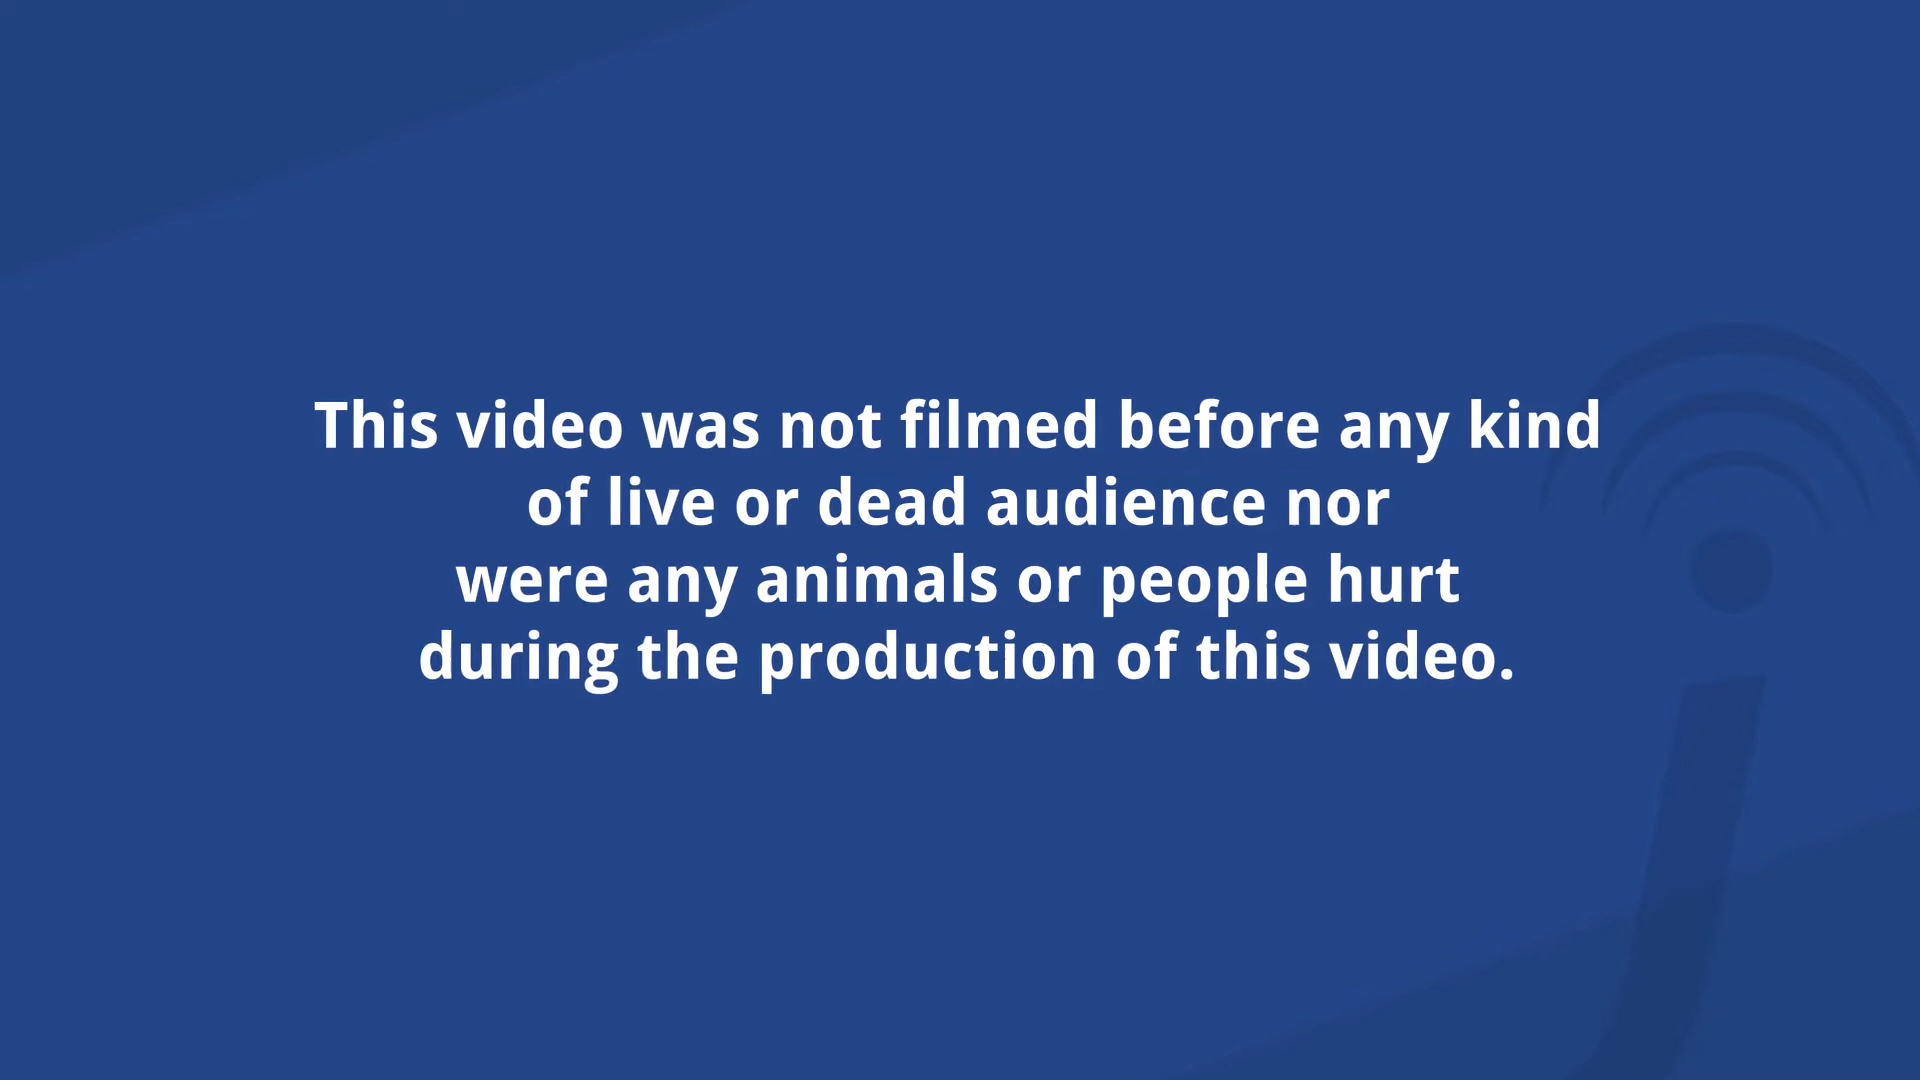 This video was not filmed before any kind
of live or dead audience nor
were any animals or people hurt
during the production of this video.